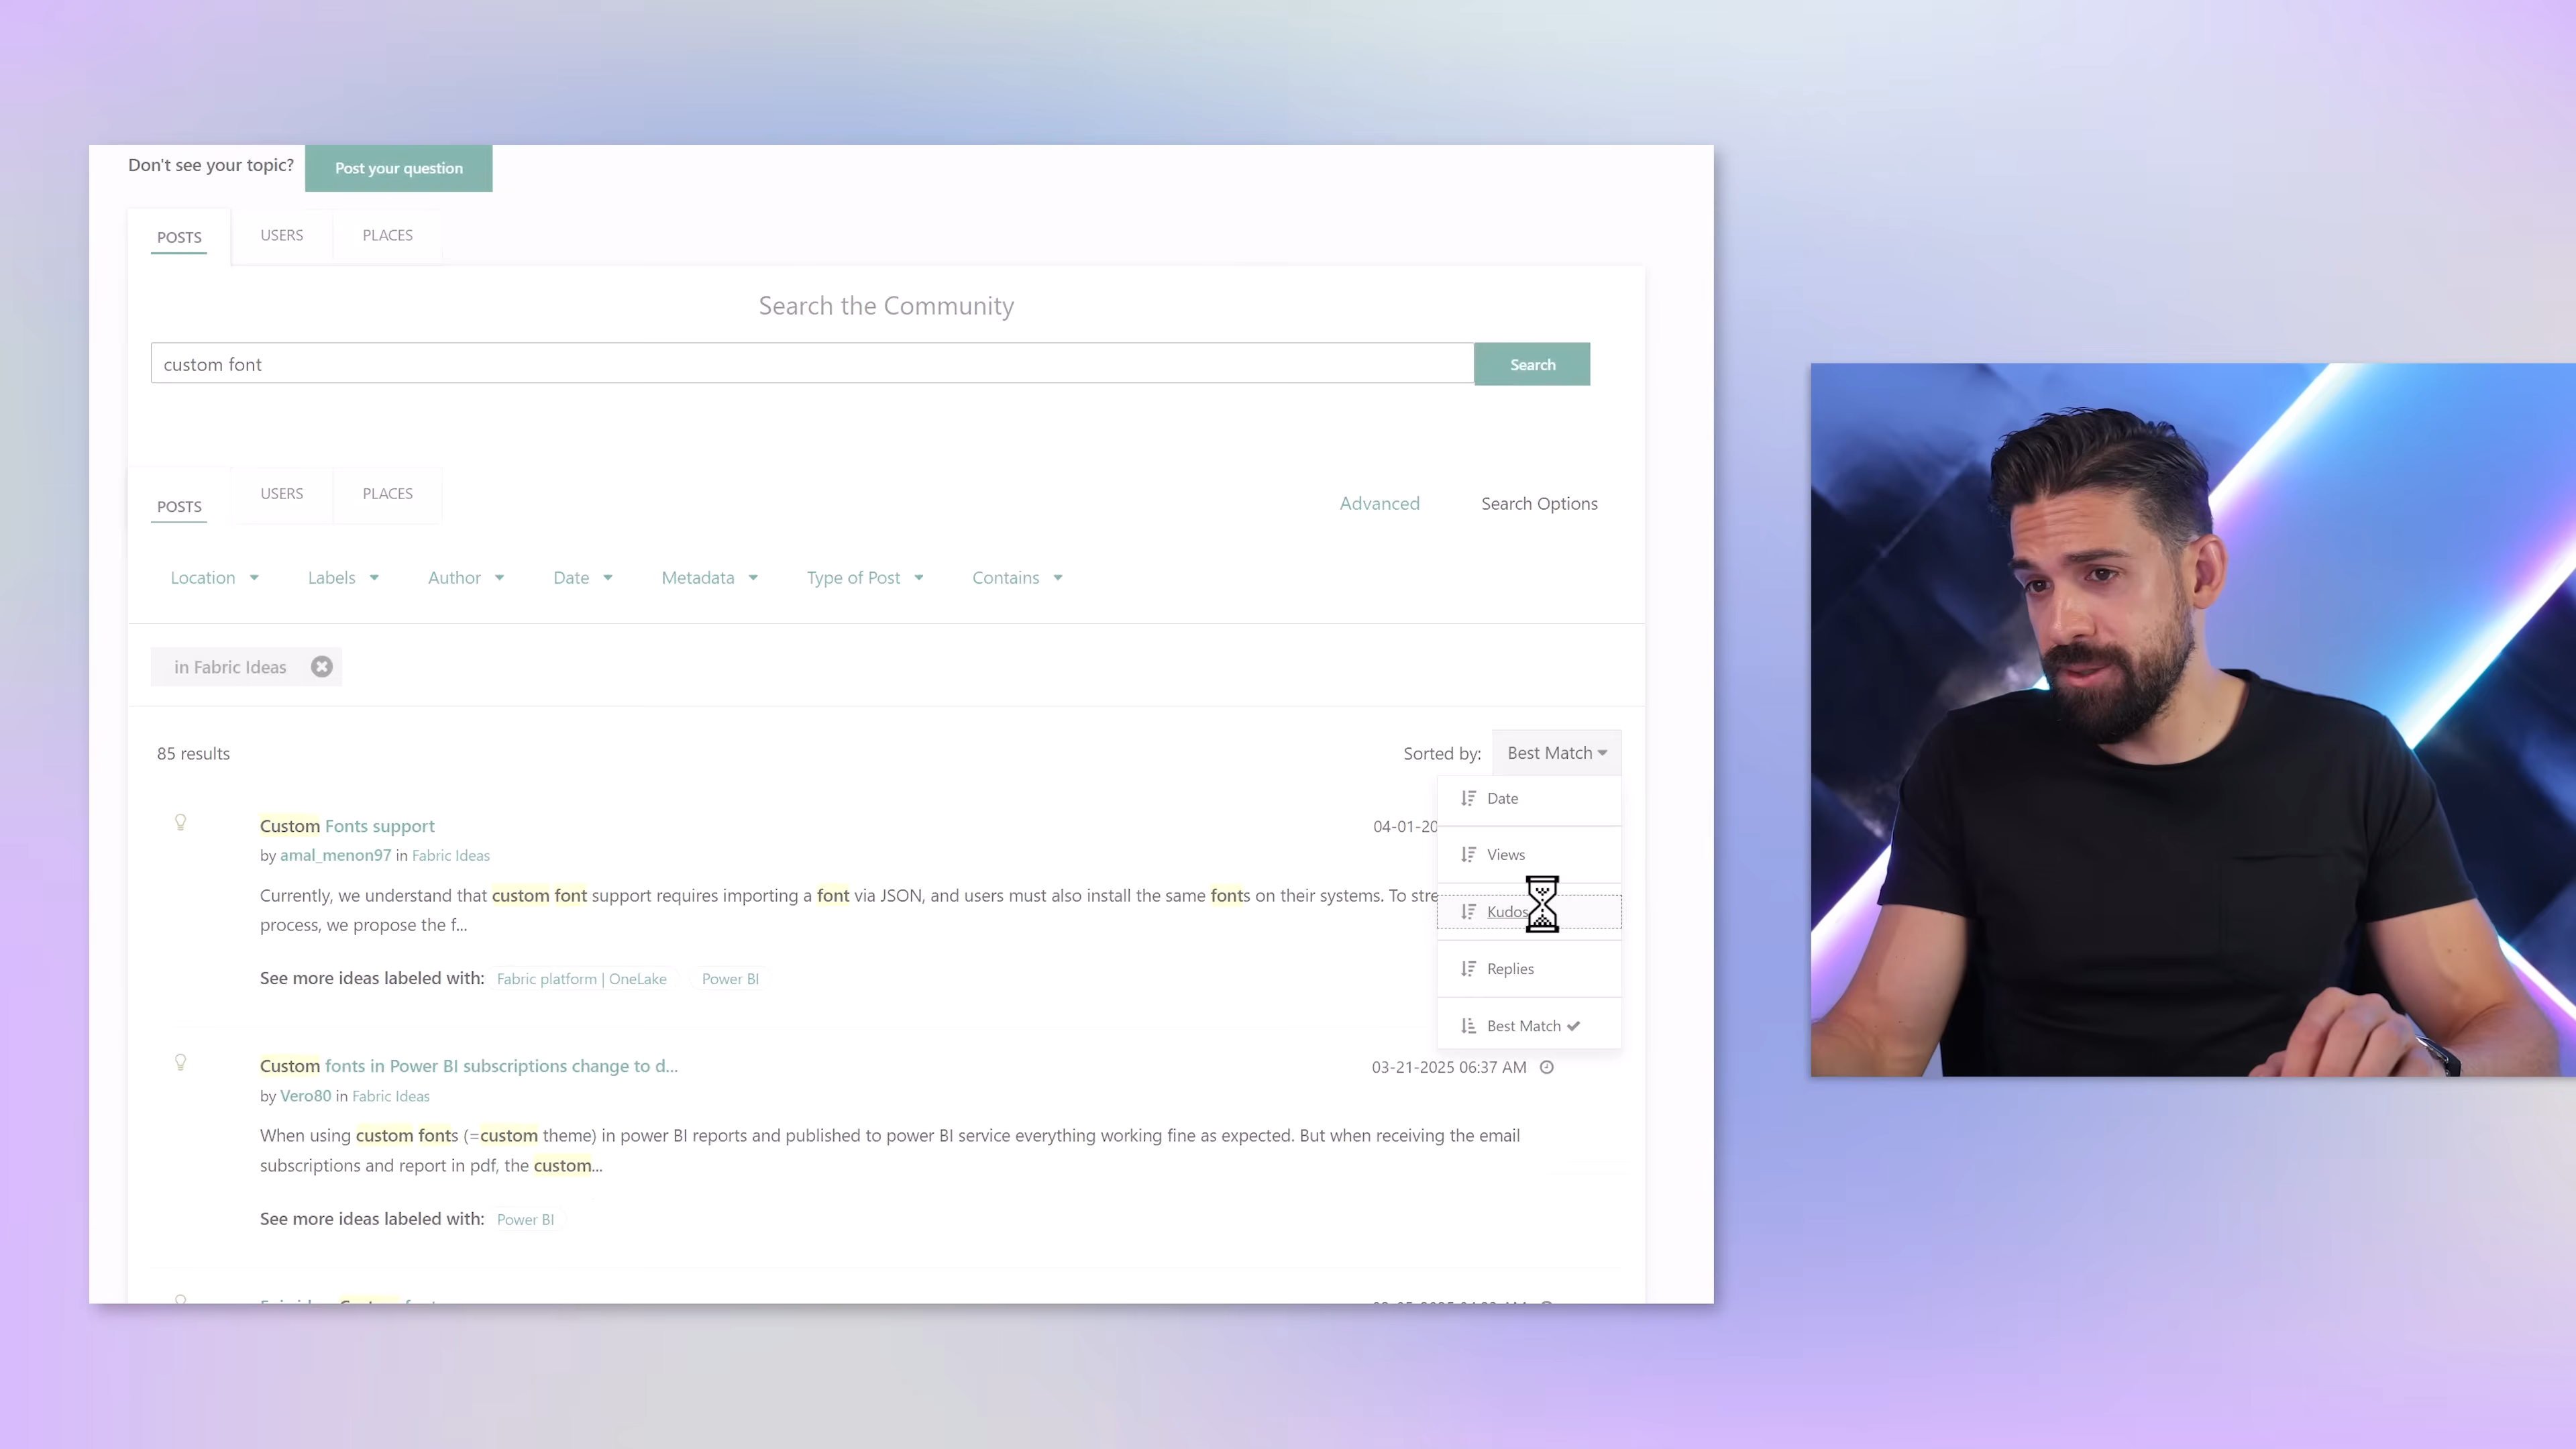 Don't see your topic? Post your question
POSTS USERS PLACES
Search the Community
custom font Search
POSTS USERS PLACES Advanced Search Options
Location Labels Author Date Metadata Type of Post Contains
in Fabric Ideas
85 results Sorted by: Best Match
Date
Views
Kudos
Replies
Best Match
Custom Fonts support 04-01-20
by amal_menon97 in Fabric Ideas
Currently, we understand that custom font support requires importing a font via JSON, and users must also install the same fonts on their systems. To stre
process, we propose the f...
See more ideas labeled with: Fabric platform | OneLake Power BI
Custom fonts in Power BI subscriptions change to d... 03-21-2025 06:37 AM
by Vero80 in Fabric Ideas
When using custom fonts (=custom theme) in power BI reports and published to power BI service everything working fine as expected. But when receiving the email
subscriptions and report in pdf, the custom...
See more ideas labeled with: Power BI